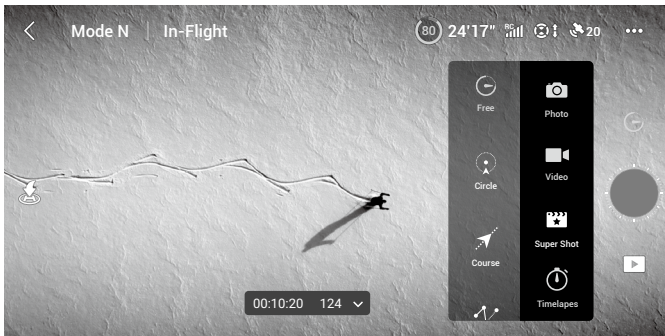 Mode N | In-Flight
80 24'17" RC 20
Free
Photo
Circle
Video
Course
Super Shot
Timelapes
00:10:20 124